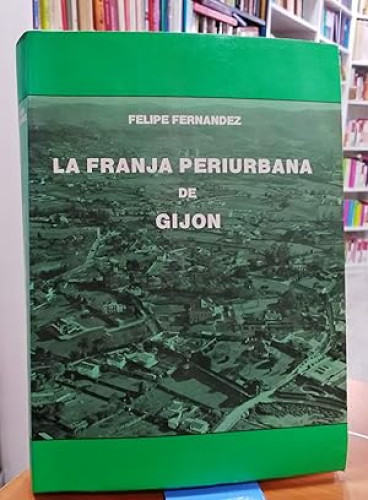 FELIPE FERNANDEZ
LA FRANJA PERIURBANA
DE
GIJON